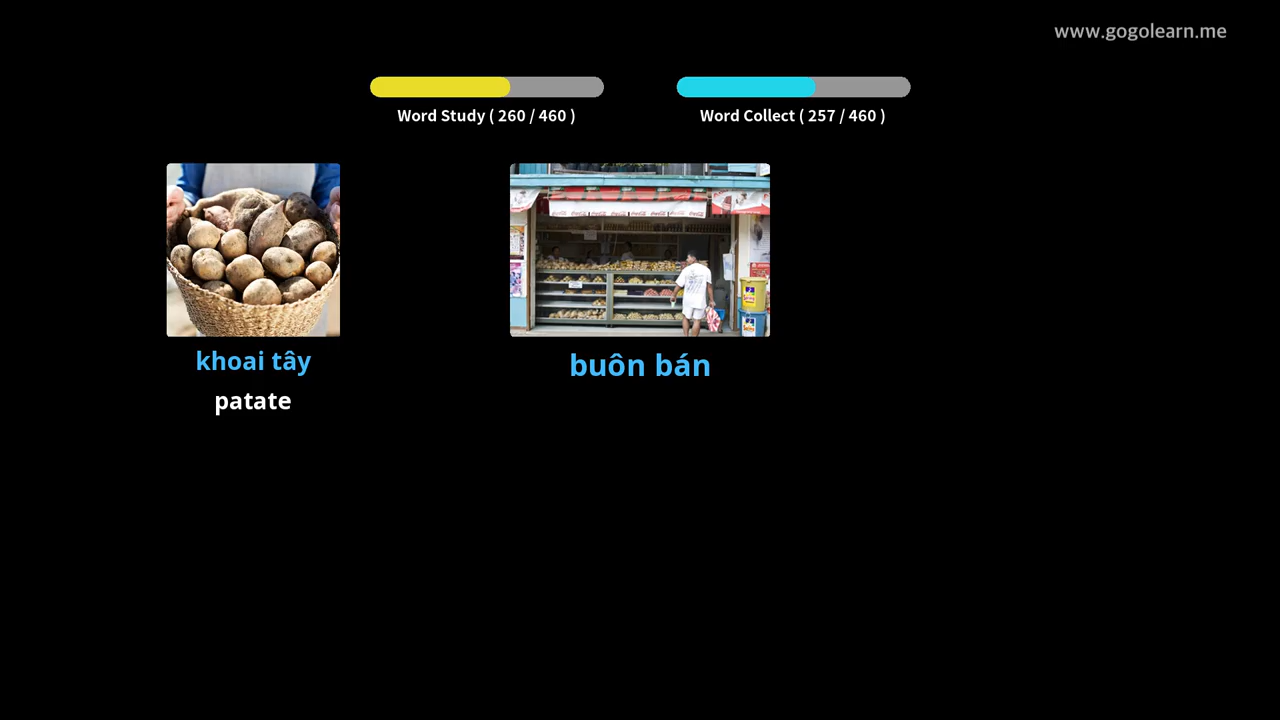 www.gogolearn.me
Word Study ( 260 / 460 )
Word Collect ( 257 / 460 )
khoai tây
patate
buôn bán